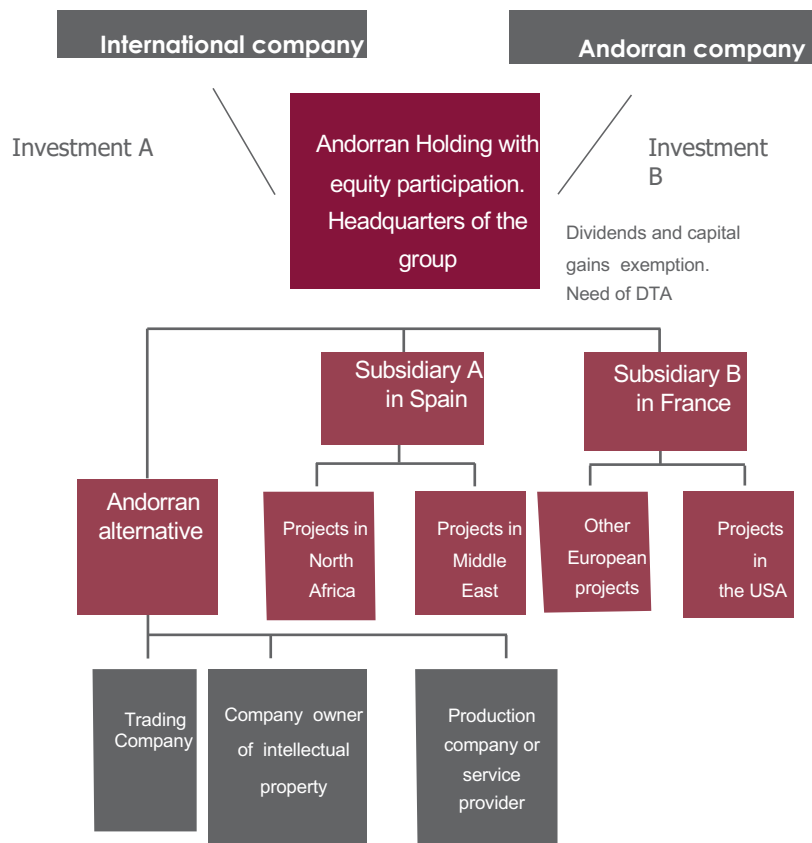 International company
Andorran company
Investment A
Andorran Holding with
equity participation.
Headquarters of the
group
Investment
B
Dividends and capital
gains exemption.
Need of DTA
Subsidiary A
in Spain
Subsidiary B
in France
Andorran
alternative
Projects in
North
Africa
Projects in
Middle
East
Other
European
projects
Projects
in
the USA
Trading
Company
Company owner
of intellectual
property
Production
company or
service
provider